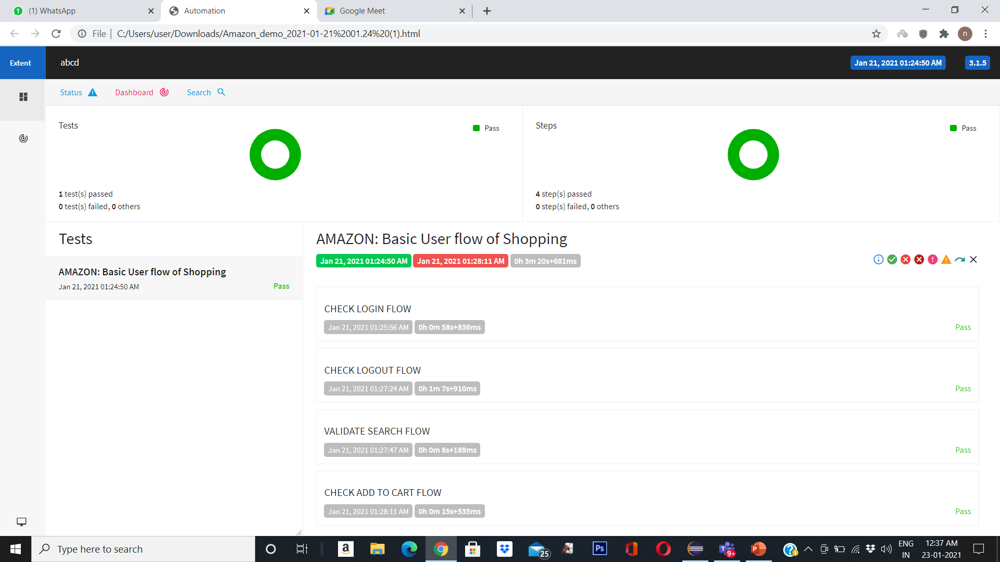 (1) WhatsApp
Automation
Google Meet
File
C:/Users/user/Downloads/Amazon_demo_2021-01-21%2001.24%20(1).html
n
Extent
abcd
Jan 21, 2021 01:24:50 AM
3.1.5
Status
Dashboard
Search
Tests
Pass
1 test(s) passed
0 test(s) failed, 0 others
Steps
Pass
4 step(s) passed
0 step(s) failed, 0 others
Tests
AMAZON: Basic User flow of Shopping
Jan 21, 2021 01:24:50 AM
Pass
AMAZON: Basic User flow of Shopping
Jan 21, 2021 01:24:50 AM Jan 21, 2021 01:28:11 AM 0h 3m 20s+681ms
CHECK LOGIN FLOW
Jan 21, 2021 01:25:56 AM 0h 0m 58s+836ms
Pass
CHECK LOGOUT FLOW
Jan 21, 2021 01:27:24 AM 0h 1m 7s+910ms
Pass
VALIDATE SEARCH FLOW
Jan 21, 2021 01:27:47 AM 0h 0m 8s+189ms
Pass
CHECK ADD TO CART FLOW
Jan 21, 2021 01:28:11 AM 0h 0m 15s+535ms
Pass
Type here to search
a
25
Ps
T
9+
P
ENG
IN
12:37 AM
23-01-2021